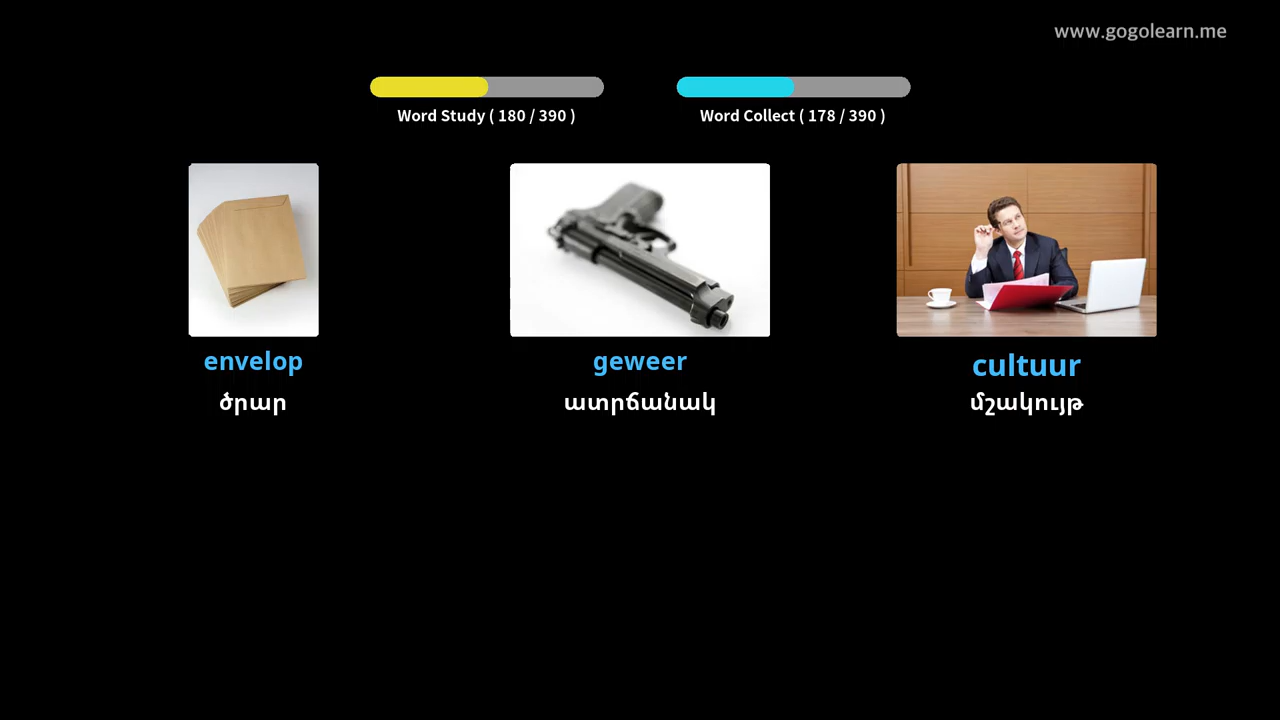 www.gogolearn.me
Word Study ( 180 / 390 )
Word Collect ( 178 / 390 )
envelop
geweer
cultuur
ծրար
ատրճանակ
մշակույթ